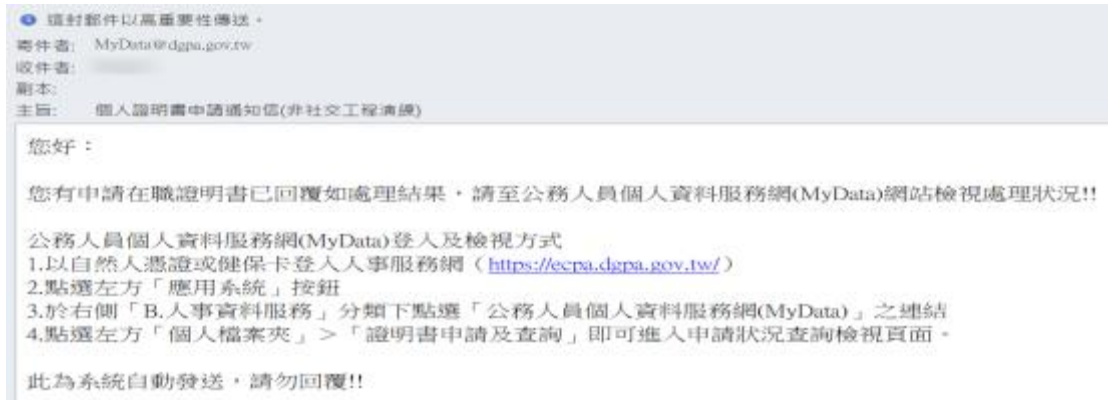 這封郵件以高重要性傳送。
寄件者: MyData@dgpa.gov.tw
收件者:
副本:
主旨: 個人證明書申請通知信(非社交工程演練)
您好：
您有申請在職證明書已回覆如處理結果，請至公務人員個人資料服務網(MyData)網站檢視處理狀況!!
公務人員個人資料服務網(MyData)登入及檢視方式
1.以自然人憑證或健保卡登入人事服務網（https://ecpa.dgpa.gov.tw/）
2.點選左方「應用系統」按鈕
3.於右側「B.人事資料服務」分類下點選「公務人員個人資料服務網(MyData)」之連結
4.點選左方「個人檔案夾」＞「證明書申請及查詢」即可進入申請狀況查詢檢視頁面。
此為系統自動發送，請勿回覆!!